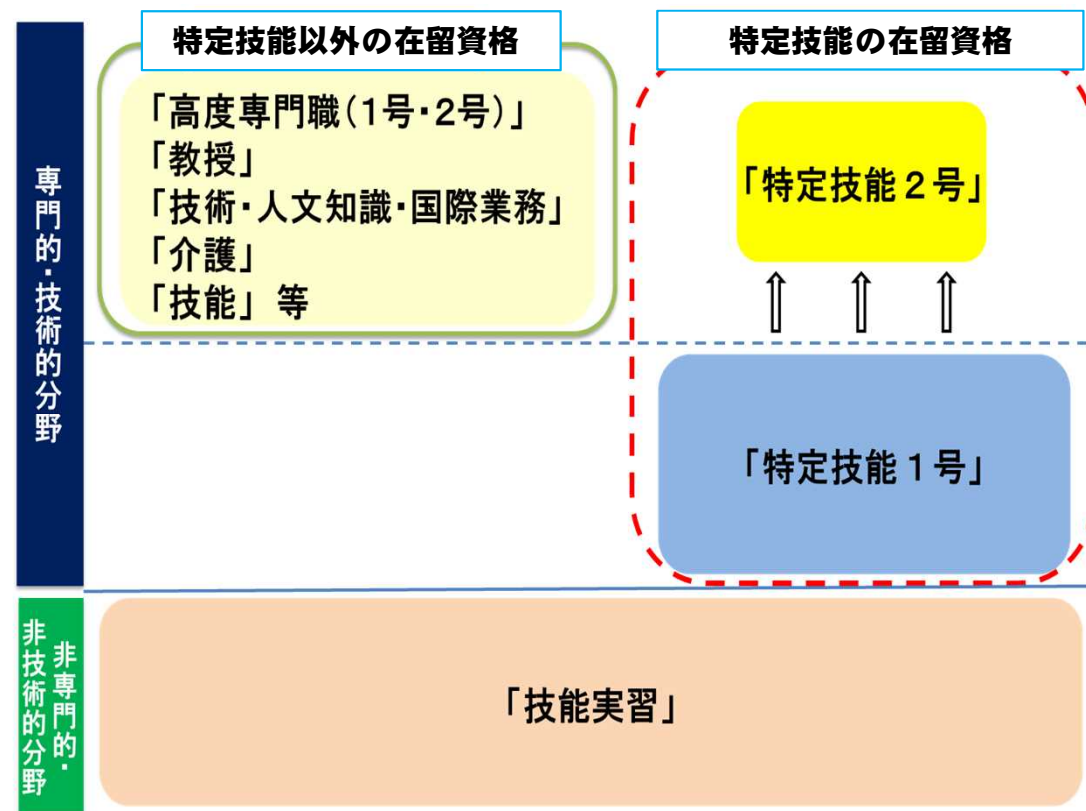 特定技能以外の在留資格
特定技能の在留資格
専門的・技術的分野
「高度専門職（1号・2号）」
「教授」
「技術・人文知識・国際業務」
「介護」
「技能」 等
「特定技能２号」
「特定技能１号」
非専門的・
非技術的分野
「技能実習」